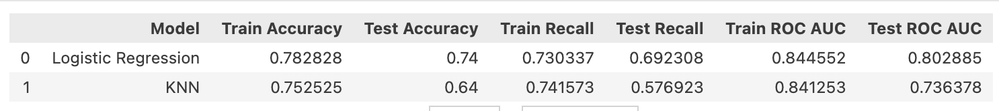 Model Train Accuracy Test Accuracy Train Recall Test Recall Train ROC AUC Test ROC AUC
0 Logistic Regression 0.782828 0.74 0.730337 0.692308 0.844552 0.802885
1 KNN 0.752525 0.64 0.741573 0.576923 0.841253 0.736378